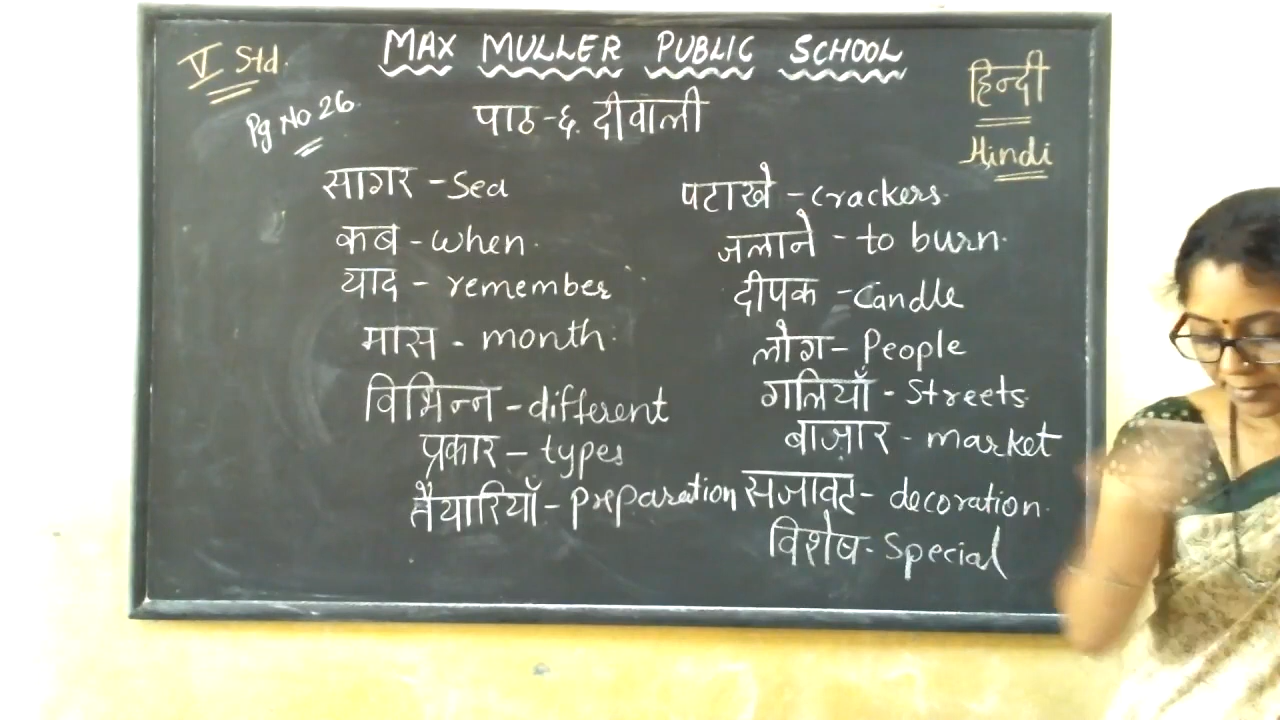 V Std.
MAX MULLER PUBLIC SCHOOL
हिन्दी
Hindi
Pg No 26.
पाठ-६. दीवाली
सागर - Sea
कब - when.
याद - remember
मास - month.
विभिन्न - different
प्रकार - types
तैयारियाँ - preparation
पटाखे - crackers.
जलाने - to burn.
दीपक - Candle
लोग - People
गलियाँ - Streets.
बाज़ार - market
सजावट - decoration.
विशेष - Special